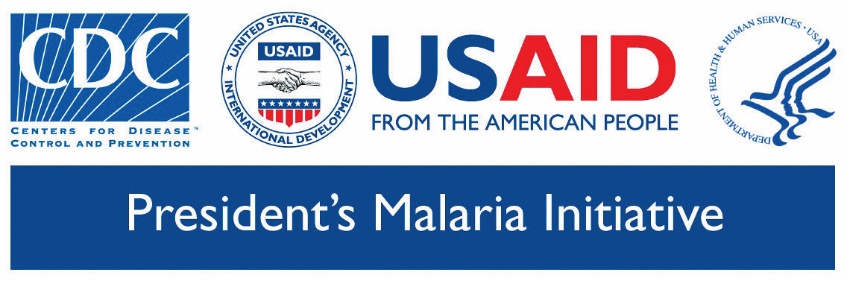 CDC
CENTERS FOR DISEASE™
CONTROL AND PREVENTION
UNITED STATES AGENCY
USAID
INTERNATIONAL DEVELOPMENT
USAID
FROM THE AMERICAN PEOPLE
DEPARTMENT OF HEALTH & HUMAN SERVICES · USA
President's Malaria Initiative